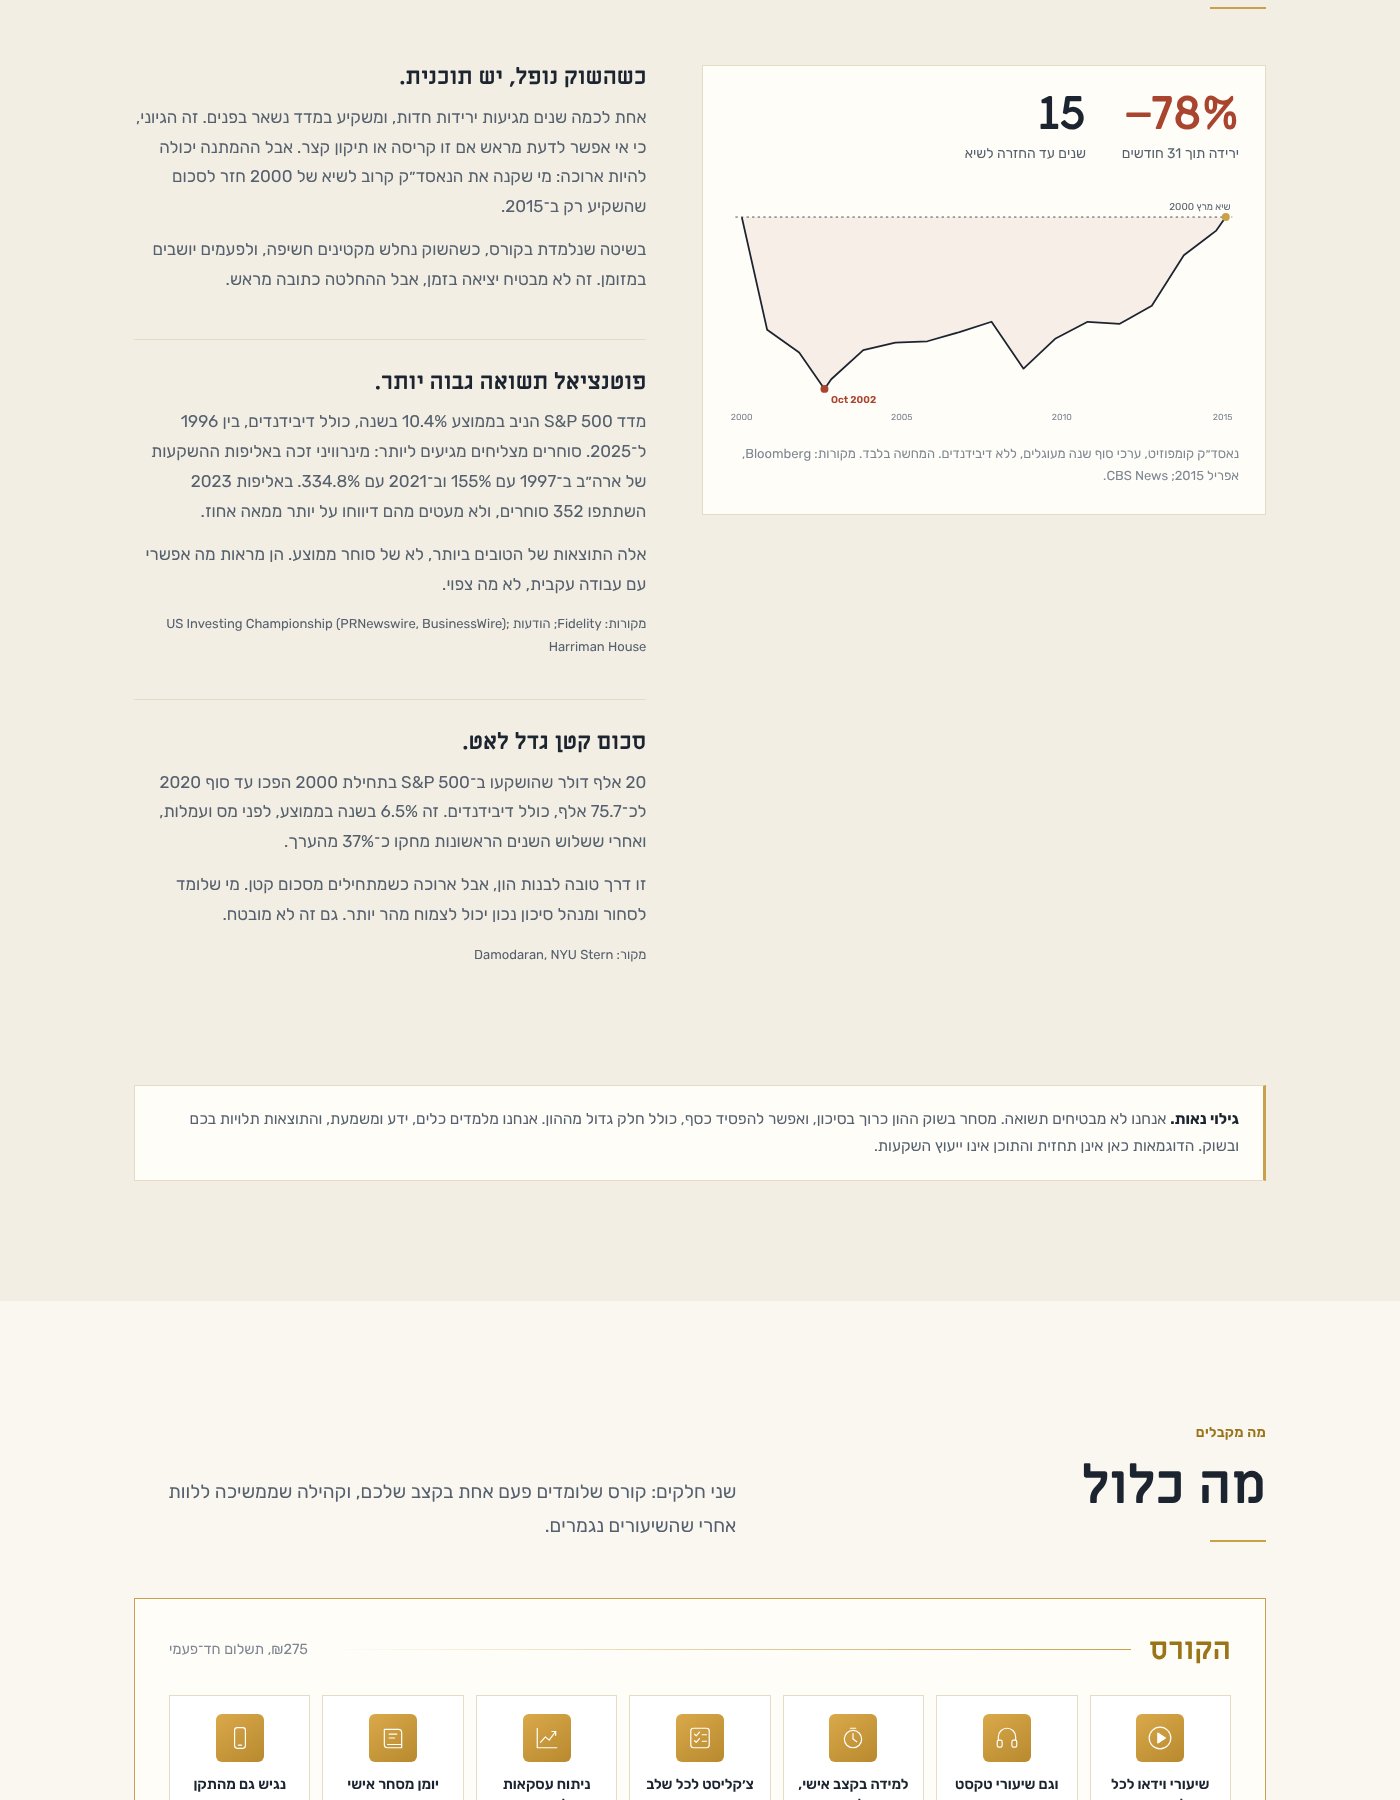 –78%
ירידה תוך 31 חודשים
15
שנים עד החזרה לשיא
שיא מרץ 2000
Oct 2002
2000
2005
2010
2015
נאסד״ק קומפוזיט, ערכי סוף שנה מעוגלים, ללא דיבידנדים. המחשה בלבד. מקורות: Bloomberg,
אפריל 2015; CBS News.
כשהשוק נופל, יש תוכנית.
אחת לכמה שנים מגיעות ירידות חדות, ומשקיע במדד נשאר בפנים. זה הגיוני,
כי אי אפשר לדעת מראש אם זו קריסה או תיקון קצר. אבל ההמתנה יכולה
להיות ארוכה: מי שקנה את הנאסד״ק קרוב לשיא של 2000 חזר לסכום
שהשקיע רק ב־2015.
בשיטה שנלמדת בקורס, כשהשוק נחלש מקטינים חשיפה, ולפעמים יושבים
במזומן. זה לא מבטיח יציאה בזמן, אבל ההחלטה כתובה מראש.
פוטנציאל תשואה גבוה יותר.
מדד S&P 500 הניב בממוצע 10.4% בשנה, כולל דיבידנדים, בין 1996
ל־2025. סוחרים מצליחים מגיעים ליותר: מינרוויני זכה באליפות ההשקעות
של ארה״ב ב־1997 עם 155% וב־2021 עם 334.8%. באליפות 2023
השתתפו 352 סוחרים, ולא מעטים מהם דיווחו על יותר ממאה אחוז.
אלה התוצאות של הטובים ביותר, לא של סוחר ממוצע. הן מראות מה אפשרי
עם עבודה עקבית, לא מה צפוי.
מקורות: Fidelity; הודעות US Investing Championship (PRNewswire, BusinessWire);
Harriman House
סכום קטן גדל לאט.
20 אלף דולר שהושקעו ב־S&P 500 בתחילת 2000 הפכו עד סוף 2020
לכ־75.7 אלף, כולל דיבידנדים. זה 6.5% בשנה בממוצע, לפני מס ועמלות,
ואחרי ששלוש השנים הראשונות מחקו כ־37% מהערך.
זו דרך טובה לבנות הון, אבל ארוכה כשמתחילים מסכום קטן. מי שלומד
לסחור ומנהל סיכון נכון יכול לצמוח מהר יותר. גם זה לא מובטח.
מקור: Damodaran, NYU Stern
גילוי נאות. אנחנו לא מבטיחים תשואה. מסחר בשוק ההון כרוך בסיכון, ואפשר להפסיד כסף, כולל חלק גדול מההון. אנחנו מלמדים כלים, ידע ומשמעת, והתוצאות תלויות בכם
ובשוק. הדוגמאות כאן אינן תחזית והתוכן אינו ייעוץ השקעות.
מה מקבלים
מה כלול
שני חלקים: קורס שלומדים פעם אחת בקצב שלכם, וקהילה שממשיכה ללוות
אחרי שהשיעורים נגמרים.
הקורס
₪275, תשלום חד־פעמי
שיעורי וידאו לכל
וגם שיעורי טקסט
למידה בקצב אישי,
צ׳קליסט לכל שלב
ניתוח עסקאות
יומן מסחר אישי
נגיש גם מהתקן